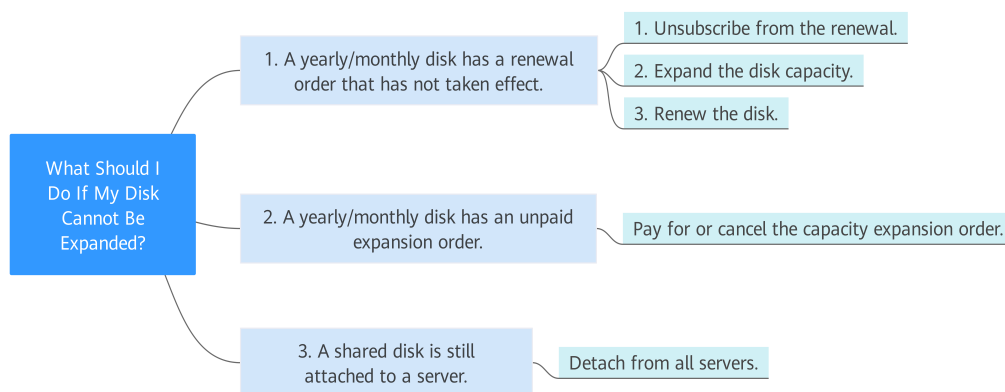 What Should I
Do If My Disk
Cannot Be
Expanded?
1. A yearly/monthly disk has a renewal
order that has not taken effect.
1. Unsubscribe from the renewal.
2. Expand the disk capacity.
3. Renew the disk.
2. A yearly/monthly disk has an unpaid
expansion order.
Pay for or cancel the capacity expansion order.
3. A shared disk is still
attached to a server.
Detach from all servers.